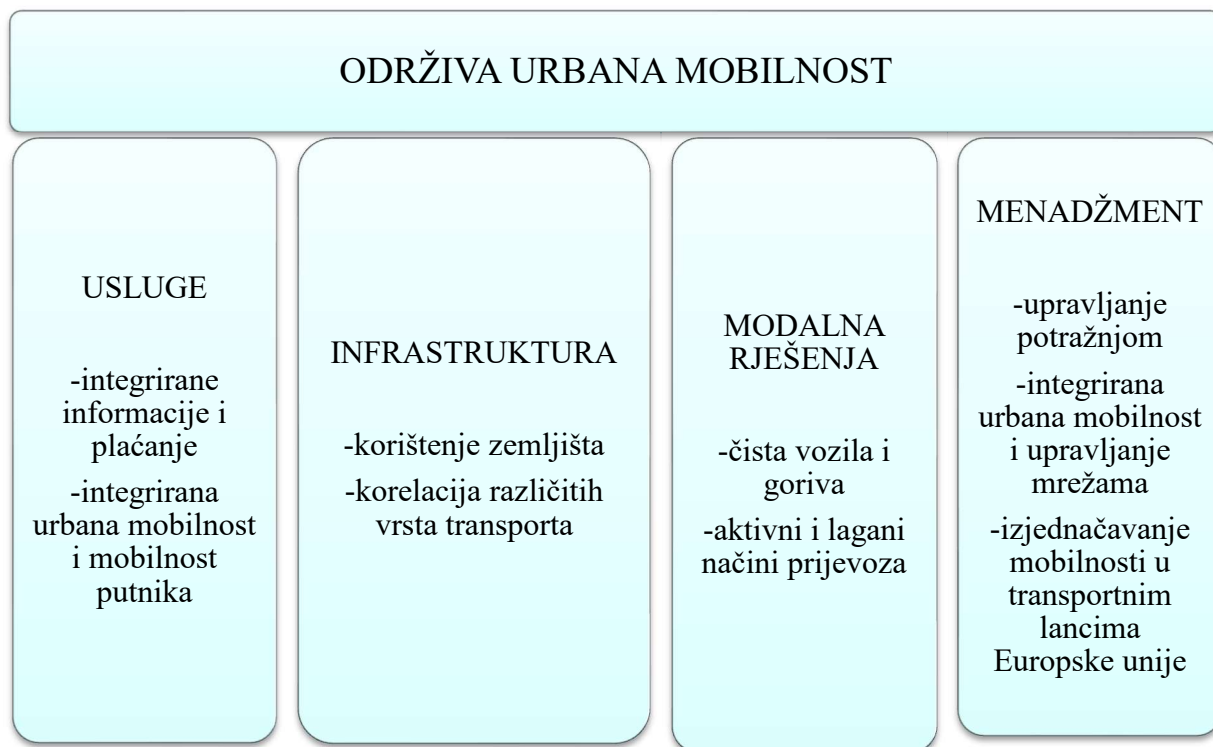 ODRŽIVA URBANA MOBILNOST
USLUGE
-integrirane
informacije i
plaćanje
-integrirana
urbana mobilnost
i mobilnost
putnika
INFRASTRUKTURA
-korištenje zemljišta
-korelacija različitih
vrsta transporta
MODALNA
RJEŠENJA
-čista vozila i
goriva
-aktivni i lagani
načini prijevoza
MENADŽMENT
-upravljanje
potražnjom
-integrirana
urbana mobilnost
i upravljanje
mrežama
-izjednačavanje
mobilnosti u
transportnim
lancima
Europske unije